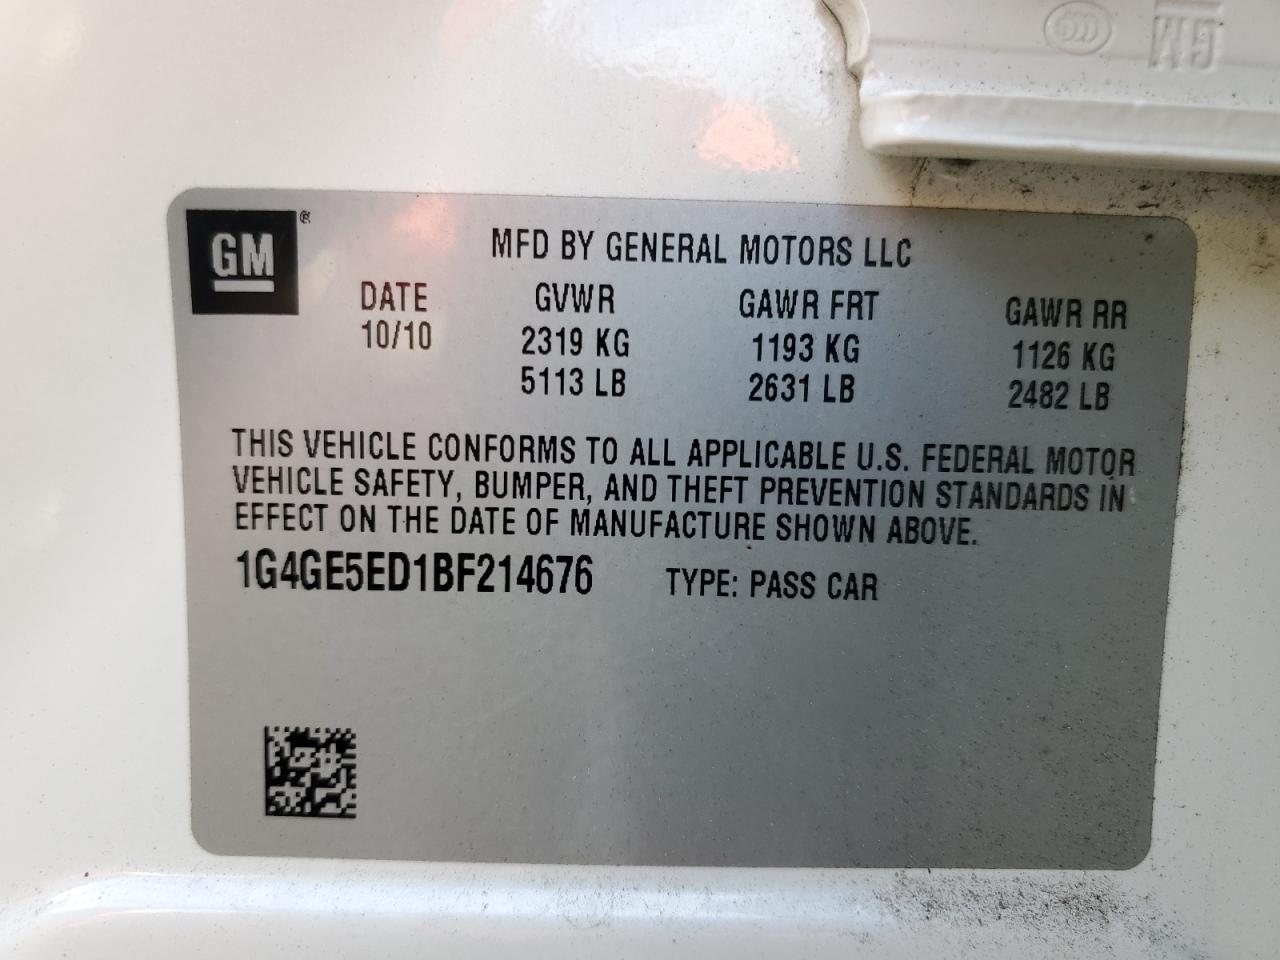 CCC GM
GM ®
MFD BY GENERAL MOTORS LLC
DATE GVWR GAWR FRT GAWR RR
10/10 2319 KG 1193 KG 1126 KG
5113 LB 2631 LB 2482 LB
THIS VEHICLE CONFORMS TO ALL APPLICABLE U.S. FEDERAL MOTOR
VEHICLE SAFETY, BUMPER, AND THEFT PREVENTION STANDARDS IN
EFFECT ON THE DATE OF MANUFACTURE SHOWN ABOVE.
1G4GE5ED1BF214676 TYPE: PASS CAR